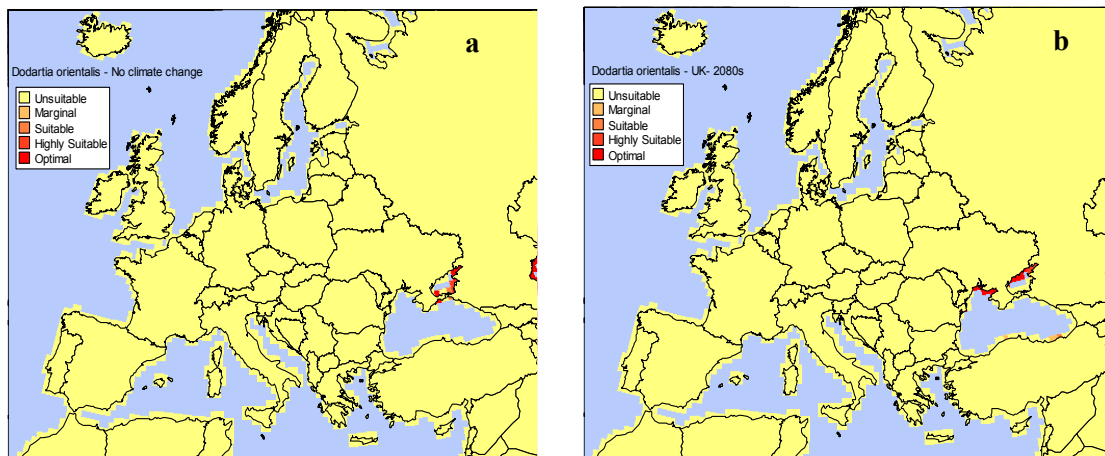 a
Dodartia orientalis - No climate change
Unsuitable
Marginal
Suitable
Highly Suitable
Optimal
b
Dodartia orientalis - UK- 2080s
Unsuitable
Marginal
Suitable
Highly Suitable
Optimal